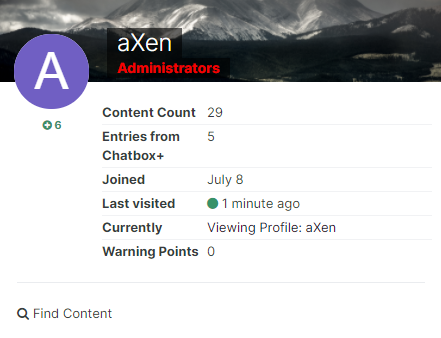 aXen
A
Administrators
6
Content Count 29
Entries from Chatbox+ 5
Joined July 8
Last visited 1 minute ago
Currently Viewing Profile: aXen
Warning Points 0
Find Content